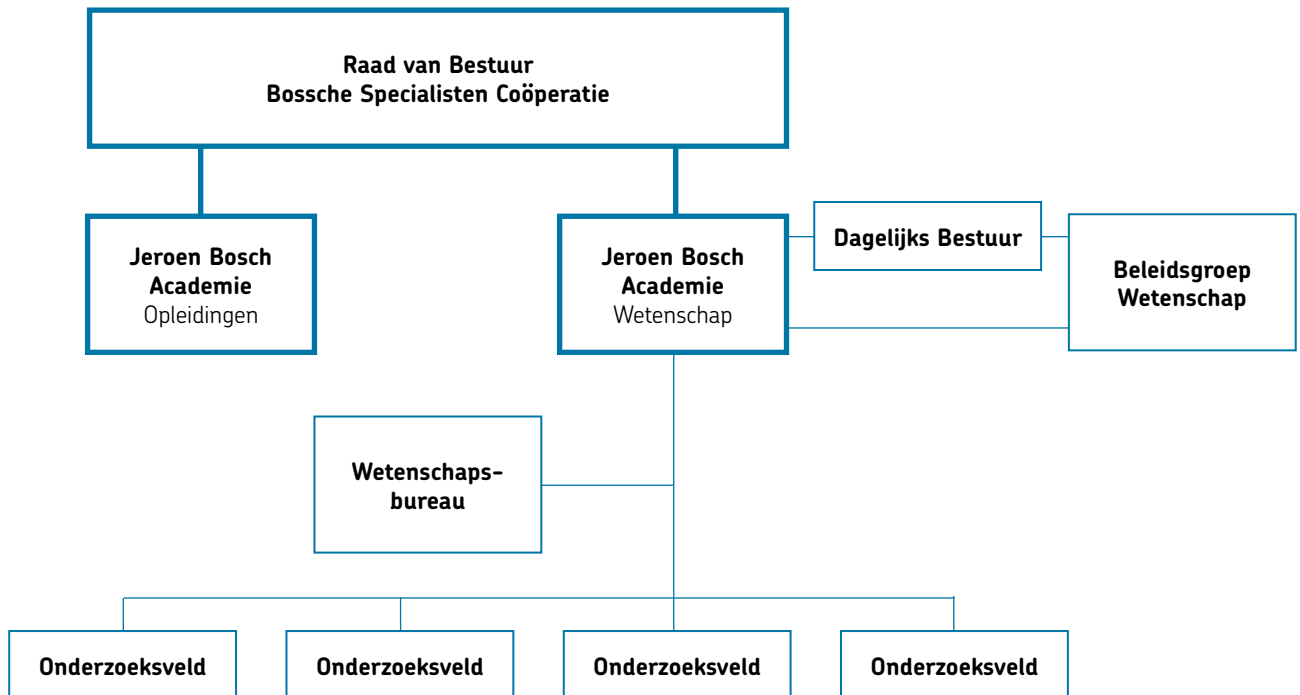 Raad van Bestuur
Bossche Specialisten Coöperatie
Jeroen Bosch
Academie
Opleidingen
Jeroen Bosch
Academie
Wetenschap
Dagelijks Bestuur
Beleidsgroep
Wetenschap
Wetenschaps-
bureau
Onderzoeksveld
Onderzoeksveld
Onderzoeksveld
Onderzoeksveld